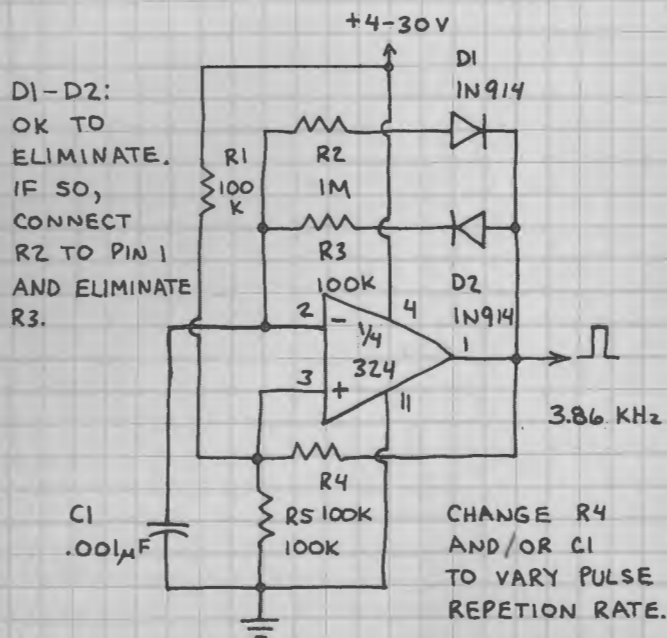 +4-30V
D1-D2:
OK TO
ELIMINATE.
IF SO,
CONNECT
R2 TO PIN 1
AND ELIMINATE
R3.
R1
100
K
R2
1M
D1
1N914
R3
100K
D2
1N914
2
-
1/4
324
3
+
4
1
11
3.86 KHz
R4
100K
R5
100K
C1
.001µF
CHANGE R4
AND/OR C1
TO VARY PULSE
REPETION RATE.